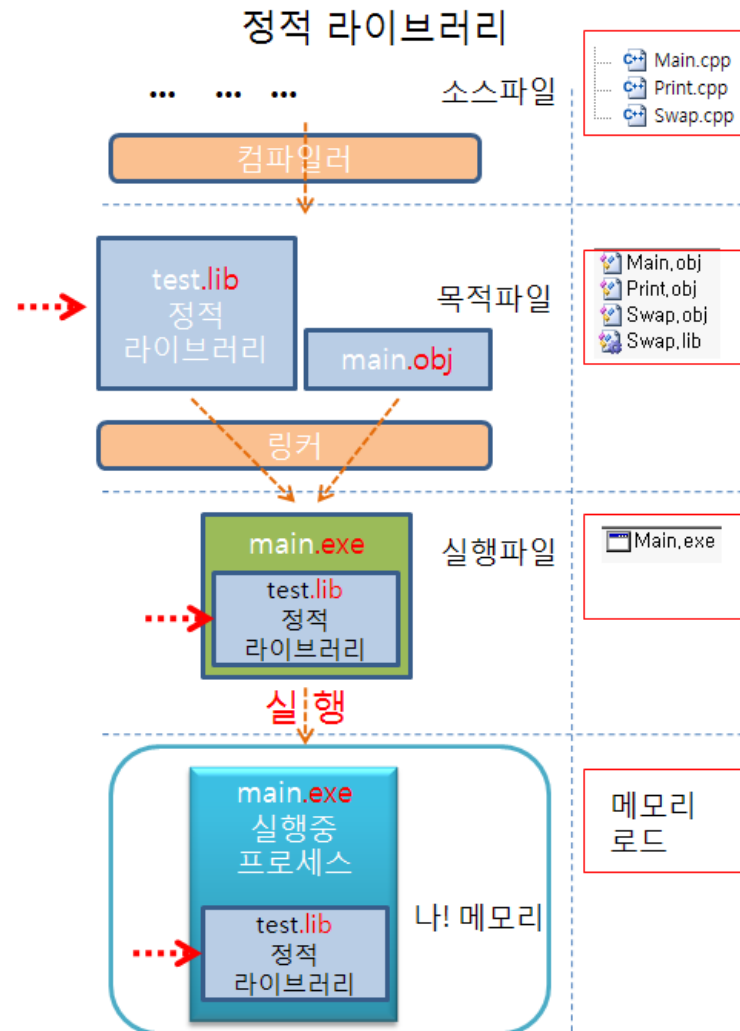 정적 라이브러리
... ... ...
소스파일
Main.cpp
Print.cpp
Swap.cpp
컴파일러
test.lib
정적
라이브러리
main.obj
목적파일
Main.obj
Print.obj
Swap.obj
Swap.lib
링커
main.exe
test.lib
정적
라이브러리
실행파일
Main.exe
실행
main.exe
실행중
프로세스
test.lib
정적
라이브러리
나! 메모리
메모리
로드